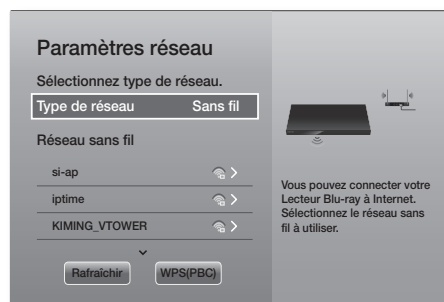 Paramètres réseau
Sélectionnez type de réseau.
Type de réseau Sans fil
Réseau sans fil
si-ap
iptime
KIMING_VTOWER
Rafraîchir WPS(PBC)
Vous pouvez connecter votre
Lecteur Blu-ray à Internet.
Sélectionnez le réseau sans
fil à utiliser.